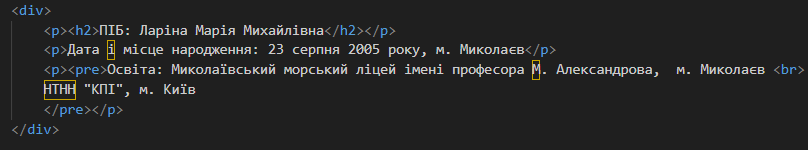 <div>
<p><h2>ПІБ: Ларіна Марія Михайлівна</h2></p>
<p>Дата і місце народження: 23 серпня 2005 року, м. Миколаєв</p>
<p><pre>Освіта: Миколаївський морський ліцей імені професора М. Александрова,  м. Миколаєв <br>
НТНН "КПІ", м. Київ
</pre></p>
</div>